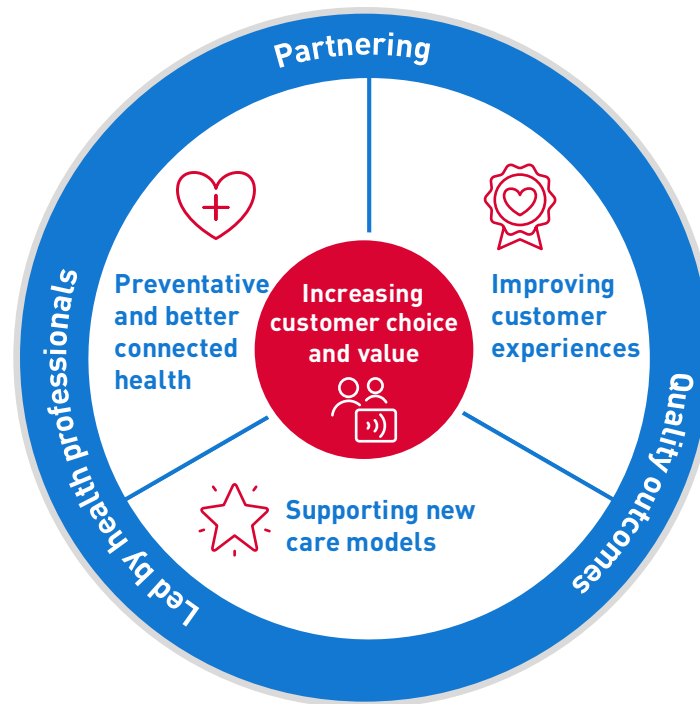 Partnering
Preventative
and better
connected
health
Increasing
customer choice
and value
Improving
customer
experiences
Supporting new
care models
Led by health professionals
Quality outcomes